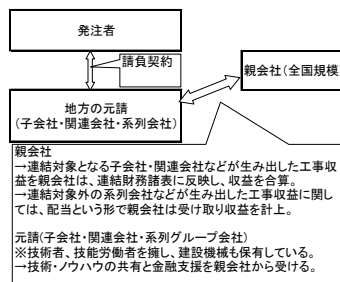 発注者
請負契約
親会社(全国規模)
地方の元請
(子会社・関連会社・系列会社)
親会社
→連結対象となる子会社・関連会社などが生み出した工事収
益を親会社は、連結財務諸表に反映し、収益を合算。
→連結対象外の系列会社などが生み出した工事収益に関し
ては、配当という形で親会社は受け取り収益を計上。
元請(子会社・関連会社・系列グループ会社)
※技術者、技能労働者を擁し、建設機械も保有している。
→技術・ノウハウの共有と金融支援を親会社から受ける。